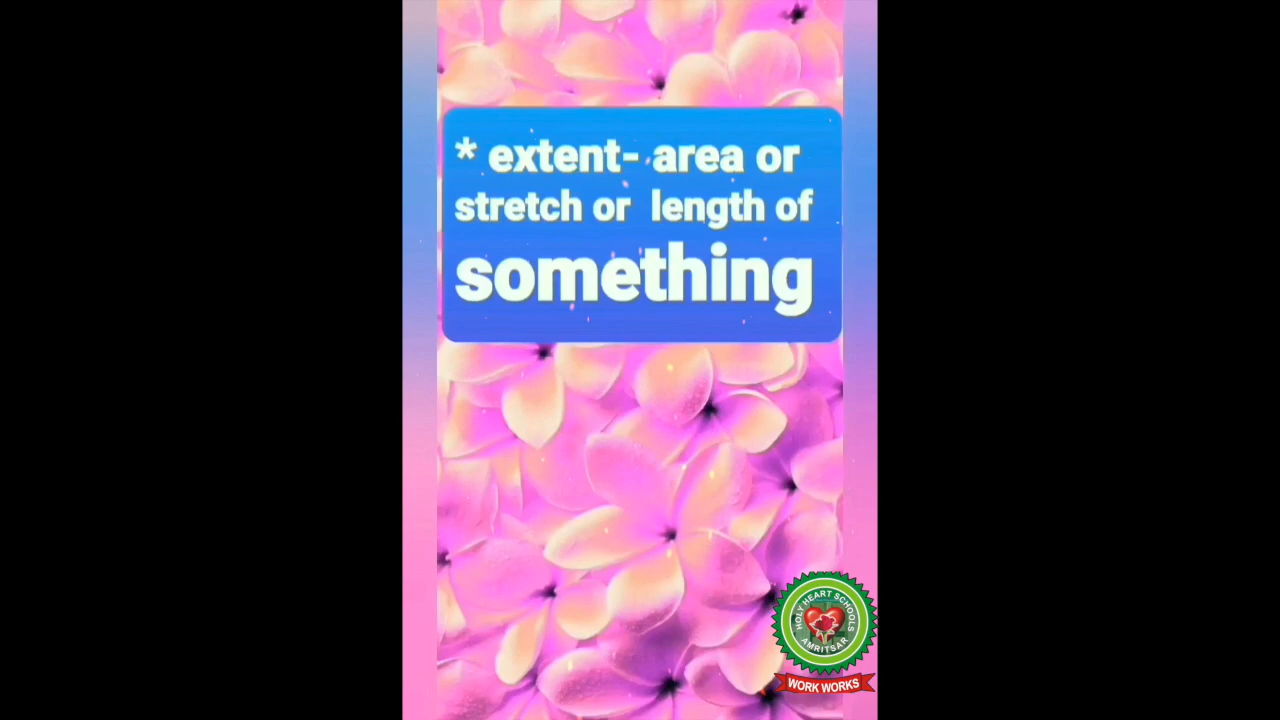 * extent- area or
stretch or length of
something
HOLY HEART SCHOOLS
AMRITSAR
WORK WORKS